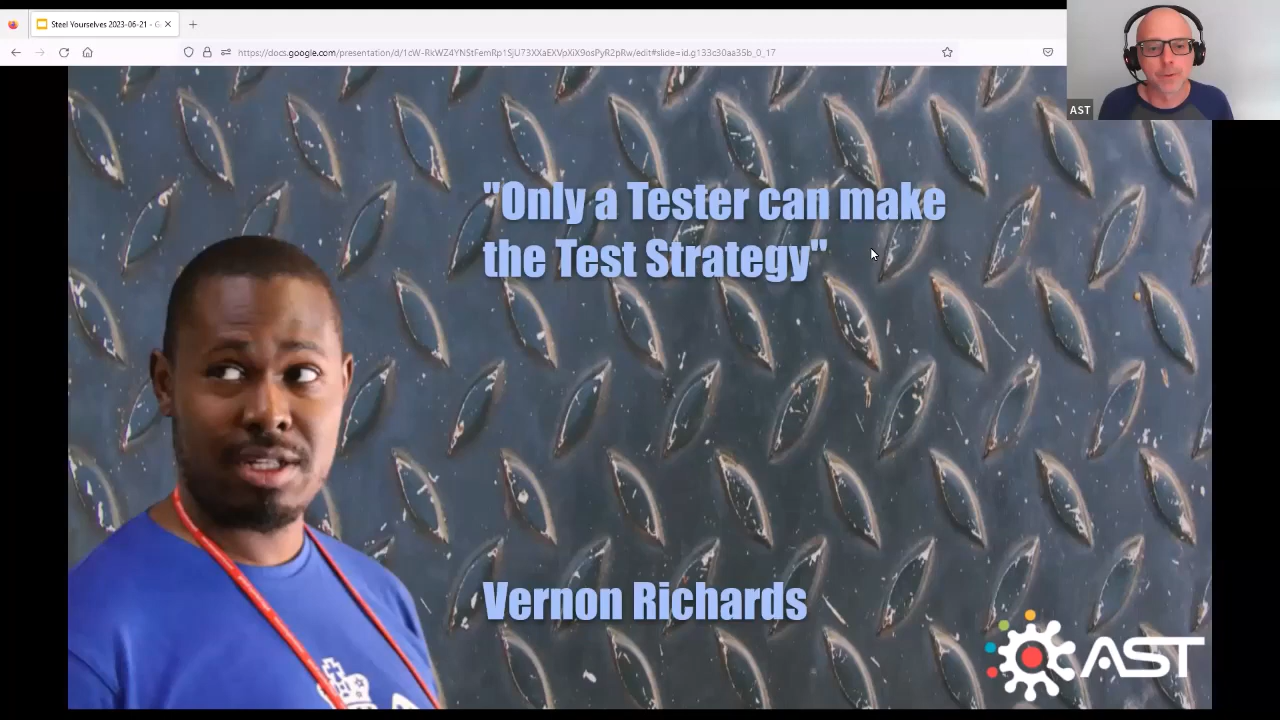 Steel Yourselves 2023-06-21 - G
https://docs.google.com/presentation/d/1cW-RkWZ4YN5tFemRp1SjU73XXaEXVpXiX9osPyR2pRw/edit#slide=id.g133c30aa35b_0_17
AST
"Only a Tester can make
the Test Strategy"
Vernon Richards
AST